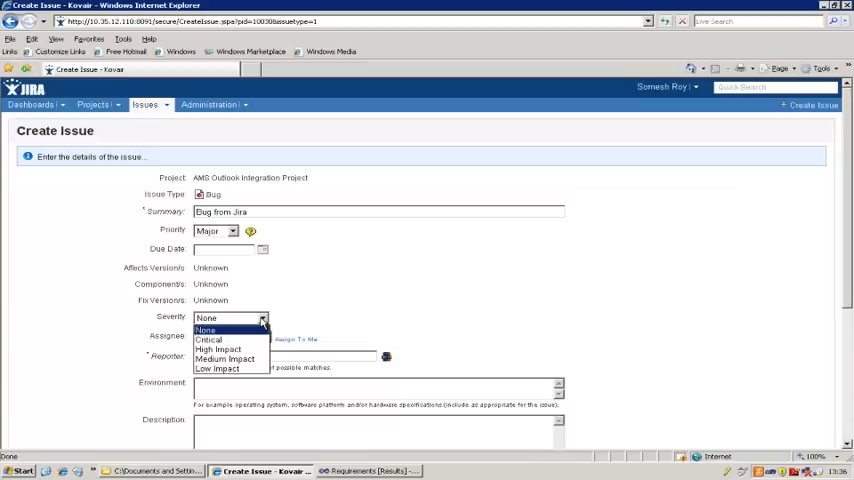 Create Issue - Kovair - Windows Internet Explorer
http://10.35.12.110:8091/secure/CreateIssue.jspa?pid=10030&issuetype=1
Live Search
File Edit View Favorites Tools Help
Links Customize Links Free Hotmail Windows Windows Marketplace Windows Media
Create Issue - Kovair
Page Tools
JIRA
Somesh Roy
Quick Search
Dashboards Projects Issues Administration
+ Create Issue
Create Issue
Enter the details of the issue...
Project: AMS Outlook Integration Project
Issue Type: Bug
* Summary: Bug from Jira
Priority: Major
Due Date:
Affects Version/s: Unknown
Component/s: Unknown
Fix Version/s: Unknown
Severity: None
None
Critical
High Impact
Medium Impact
Low Impact
Assignee: Assign To Me
* Reporter:
of possible matches.
Environment:
For example operating system, software platform and/or hardware specifications (include as appropriate for the issue).
Description:
Done
Internet
100%
Start
C:\Documents and Settin...
Create Issue - Kovair ...
Requirements [Results] - ...
13:36